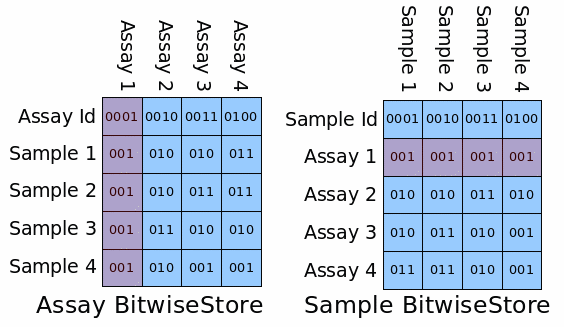 Assay 1 Assay 2 Assay 3 Assay 4
Assay Id 0001 0010 0011 0100
Sample 1 001 010 010 011
Sample 2 001 010 011 011
Sample 3 001 011 010 010
Sample 4 001 010 001 001
Assay BitwiseStore
Sample 1 Sample 2 Sample 3 Sample 4
Sample Id 0001 0010 0011 0100
Assay 1 001 001 001 001
Assay 2 010 010 011 010
Assay 3 010 011 010 001
Assay 4 011 011 010 001
Sample BitwiseStore